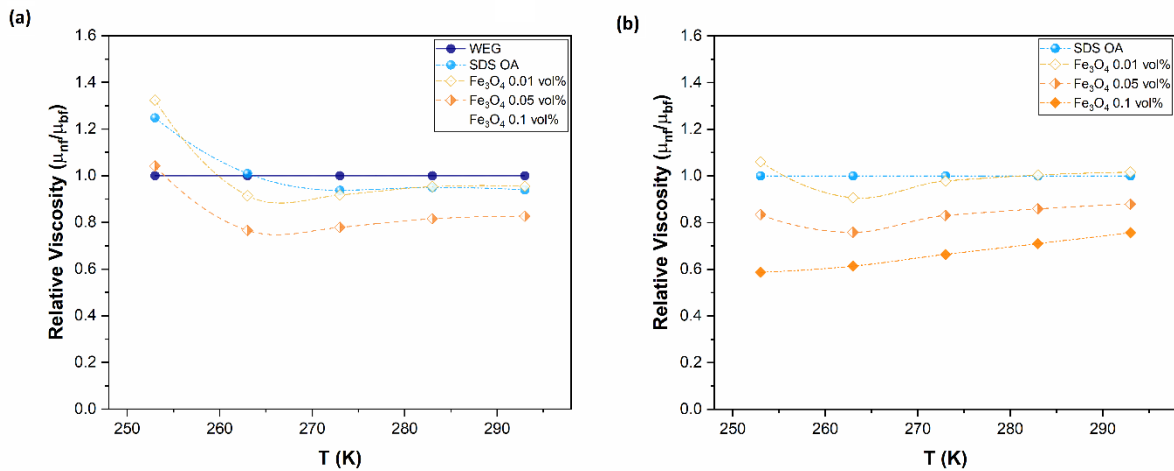 (a)
1.6
1.4
1.2
1.0
0.8
0.6
0.4
0.2
0.0
Relative Viscosity (μnf/μbf)
250
260
270
280
290
T (K)
WEG
SDS OA
Fe₃O₄ 0.01 vol%
Fe₃O₄ 0.05 vol%
Fe₃O₄ 0.1 vol%
(b)
1.6
1.4
1.2
1.0
0.8
0.6
0.4
0.2
0.0
Relative Viscosity (μnf/μbf)
250
260
270
280
290
T (K)
SDS OA
Fe₃O₄ 0.01 vol%
Fe₃O₄ 0.05 vol%
Fe₃O₄ 0.1 vol%